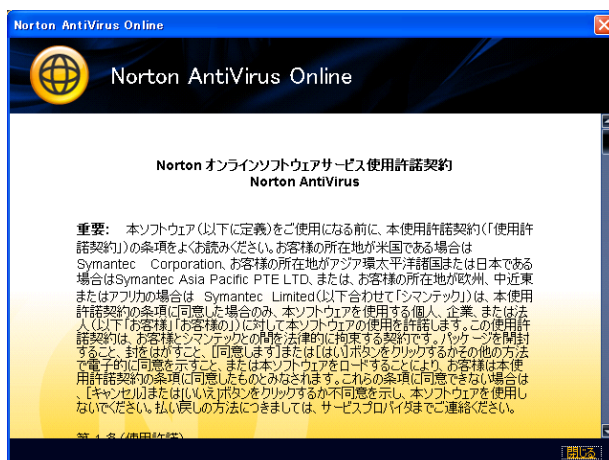 Norton AntiVirus Online
Norton AntiVirus Online
Norton オンラインソフトウェアサービス使用許諾契約
Norton AntiVirus
重要: 本ソフトウェア(以下に定義)をご使用になる前に、本使用許諾契約(「使用許
諾契約」)の条項をよくお読みください。お客様の所在地が米国である場合は
Symantec Corporation、お客様の所在地がアジア環太平洋諸国または日本である
場合はSymantec Asia Pacific PTE LTD、または、お客様の所在地が欧州、中近東
またはアフリカの場合は Symantec Limited(以下合わせて「シマンテック」)は、本使用
許諾契約の条項に同意した場合のみ、本ソフトウェアを使用する個人、企業、または法
人(以下「お客様」「お客様の」)に対して本ソフトウェアの使用を許諾します。この使用許
諾契約は、お客様とシマンテックとの間を法律的に拘束する契約です。パッケージを開封
すること、封をはがすこと、[同意します]または[はい]ボタンをクリックするかその他の方法
で電子的に同意を示すこと、または本ソフトウェアをロードすることにより、お客様は本使
用許諾契約の条項に同意したものとみなされます。これらの条項に同意できない場合は
、[キャンセル]または[いいえ]ボタンをクリックするか不同意を示し、本ソフトウェアを使用し
ないでください。払い戻しの方法につきましては、サービスプロバイダまでご連絡ください。
第 1 条(使用許諾)
閉じる